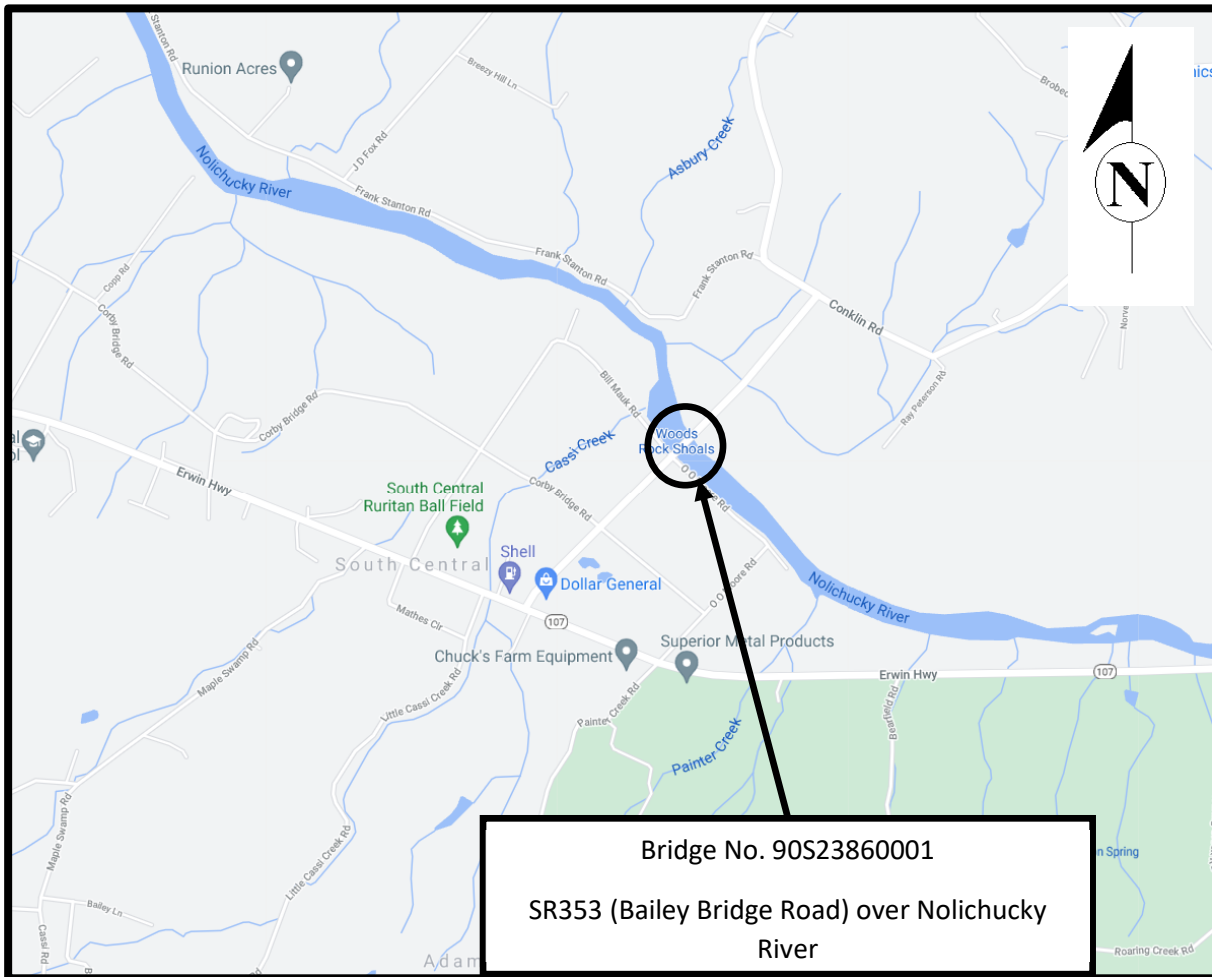 Stanton Rd
Runion Acres
Breezy Hill Ln
J D Fox Rd
Nolichucky River
Frank Stanton Rd
Asbury Creek
Frank Stanton Rd
Frank Stanton Rd
Conklin Rd
Ray Peterson Rd
N
Copp Rd
Corby Bridge Rd
Corby Bridge Rd
Bill Mauk Rd
Cassi Creek
Woods
Rock Shoals
Corby Bridge Rd
Erwin Hwy
South Central
Ruritan Ball Field
Shell
South Central
Dollar General
O O Moore Rd
Nolichucky River
107
Mathes Cir
Chuck's Farm Equipment
Superior Metal Products
Erwin Hwy
107
Maple Swamp Rd
Little Cassi Creek Rd
Painter Creek Rd
Painter Creek
Bearfield Rd
Maple Swamp Rd
Little Cassi Creek Rd
Bailey Ln
Cassi Rd
Roaring Creek Rd
Bridge No. 90S23860001
SR353 (Bailey Bridge Road) over Nolichucky
River